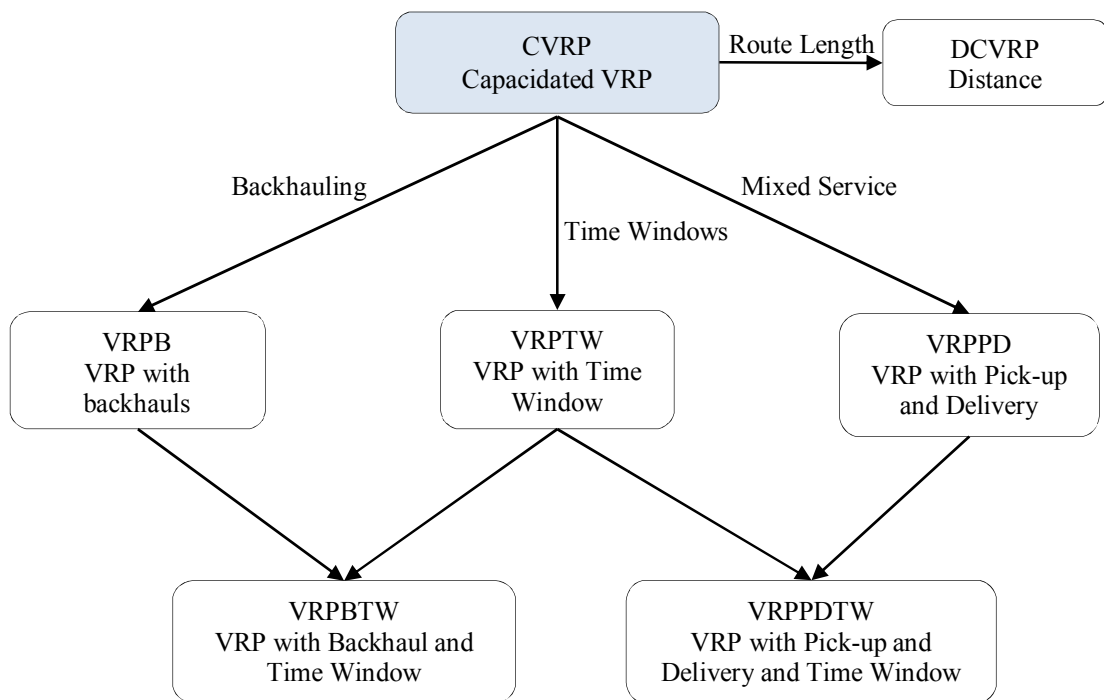 CVRP
Capacidated VRP
Route Length
DCVRP
Distance
Backhauling
Mixed Service
Time Windows
VRPB
VRP with
backhauls
VRPTW
VRP with Time
Window
VRPPD
VRP with Pick-up
and Delivery
VRPBTW
VRP with Backhaul and
Time Window
VRPPDTW
VRP with Pick-up and
Delivery and Time Window